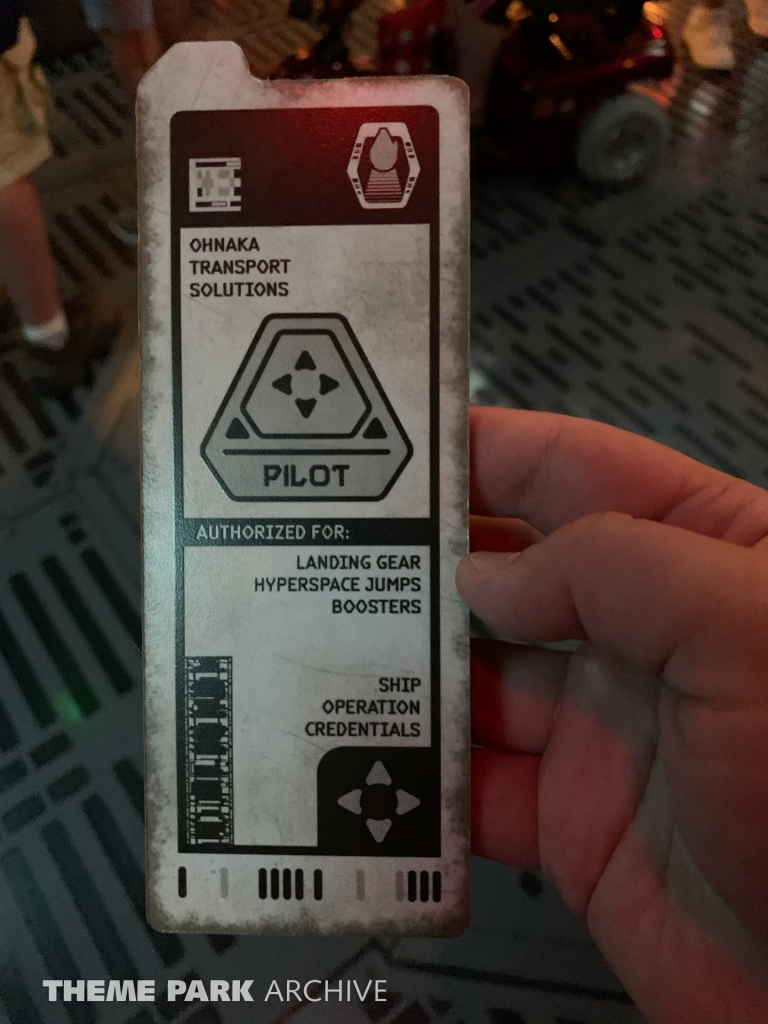 OHNAKA
TRANSPORT
SOLUTIONS
PILOT
AUTHORIZED FOR:
LANDING GEAR
HYPERSPACE JUMPS
BOOSTERS
SHIP
OPERATION
CREDENTIALS
THEME PARK ARCHIVE